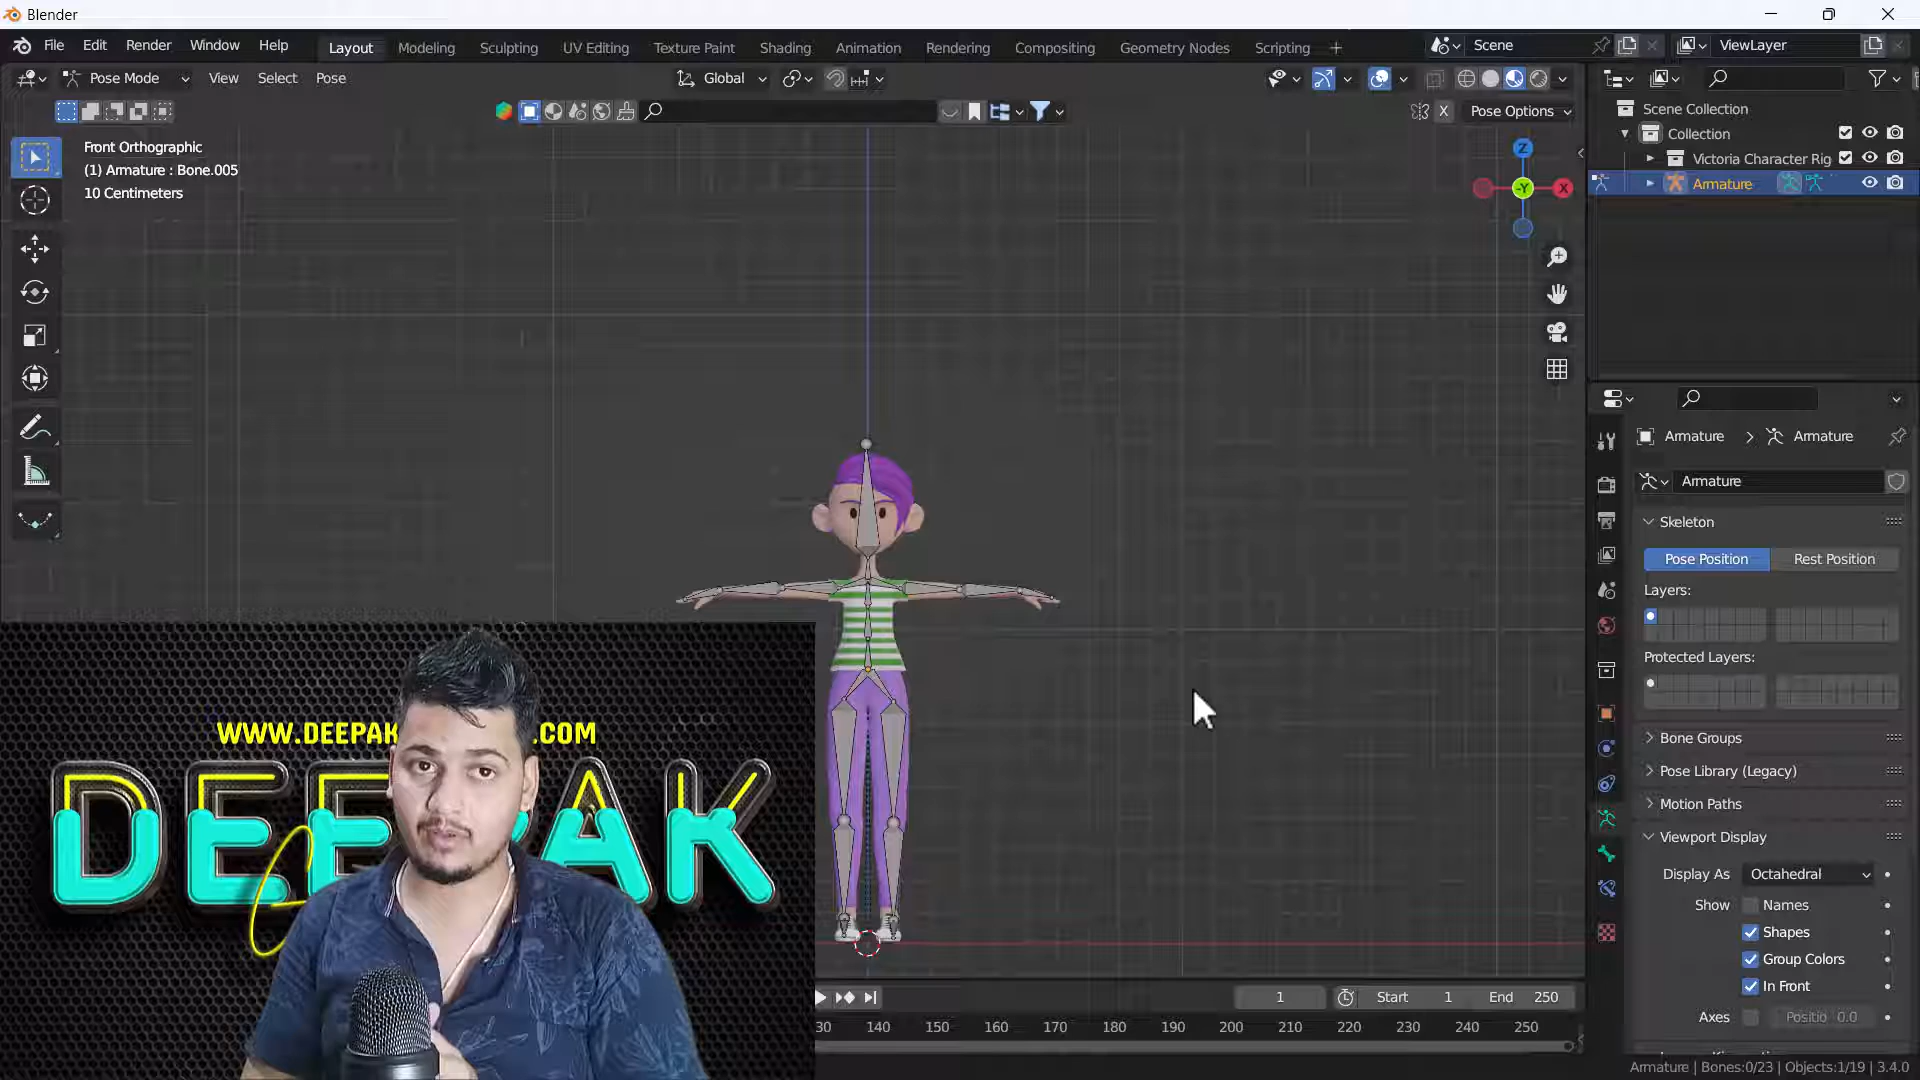 Blender
File Edit Render Window Help Layout Modeling Sculpting UV Editing Texture Paint Shading Animation Rendering Compositing Geometry Nodes Scripting + Scene ViewLayer
Pose Mode View Select Pose Global
X Pose Options
Front Orthographic
(1) Armature : Bone.005
10 Centimeters
Z
-Y X
Scene Collection
Collection
Victoria Character Rig
Armature
Armature > Armature
Armature
Skeleton
Pose Position Rest Position
Layers:
Protected Layers:
Bone Groups
Pose Library (Legacy)
Motion Paths
Viewport Display
Display As Octahedral
Show Names
Shapes
Group Colors
In Front
Axes Positio 0.0
WWW.DEEPAK .COM
DEEPAK
1 Start 1 End 250
30 140 150 160 170 180 190 200 210 220 230 240 250
Armature | Bones:0/23 | Objects:1/19 | 3.4.0